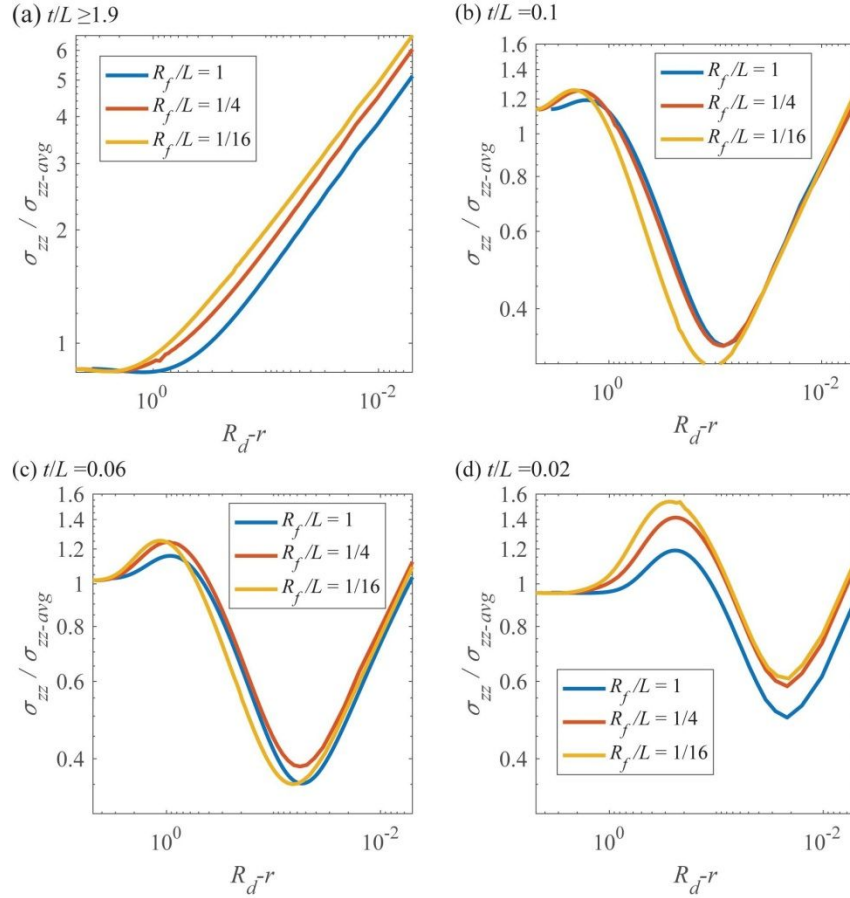 (a) t/L ≥1.9
R_f/L = 1
R_f/L = 1/4
R_f/L = 1/16
6
5
4
3
2
1
σ_zz / σ_zz-avg
10^0
10^-2
R_d-r
(b) t/L =0.1
R_f/L = 1
R_f/L = 1/4
R_f/L = 1/16
1.6
1.4
1.2
1
0.8
0.6
0.4
σ_zz / σ_zz-avg
10^0
10^-2
R_d-r
(c) t/L =0.06
R_f/L = 1
R_f/L = 1/4
R_f/L = 1/16
1.6
1.4
1.2
1
0.8
0.6
0.4
σ_zz / σ_zz-avg
10^0
10^-2
R_d-r
(d) t/L =0.02
1.6
1.4
1.2
1
0.8
0.6
0.4
σ_zz / σ_zz-avg
R_f/L = 1
R_f/L = 1/4
R_f/L = 1/16
10^0
10^-2
R_d-r